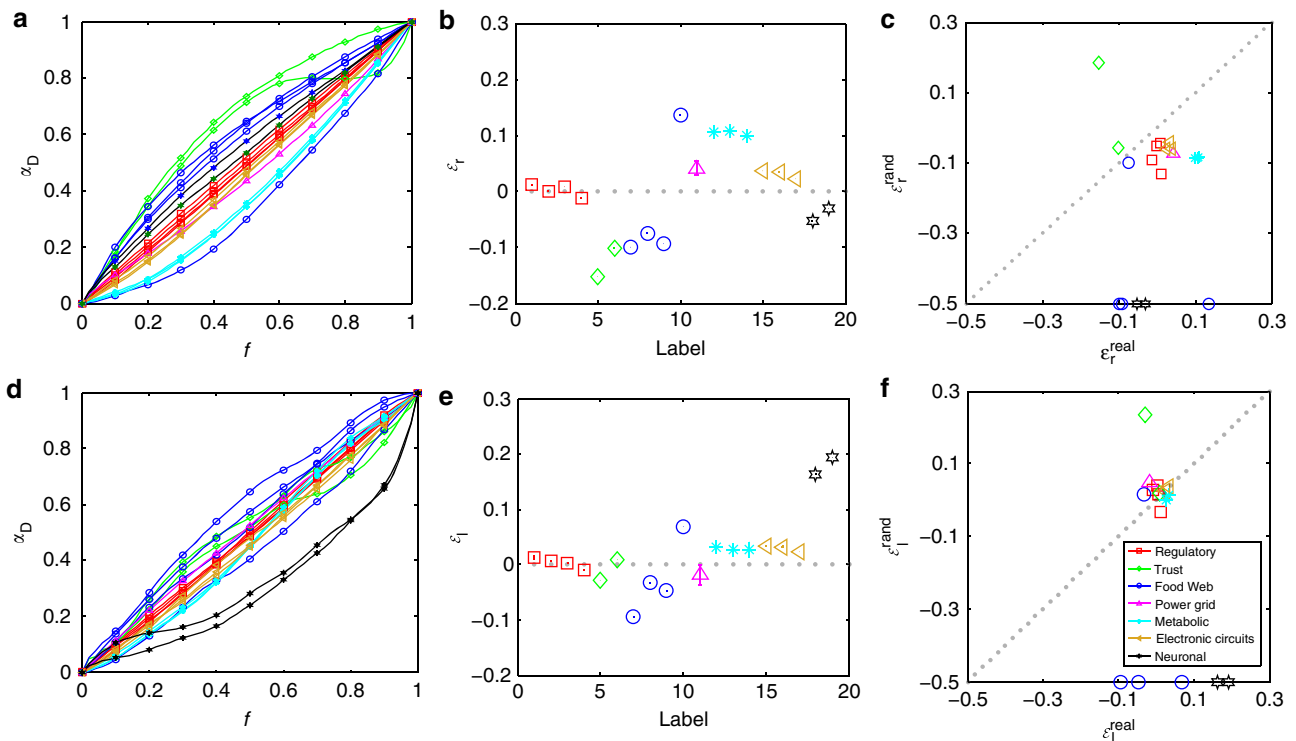 a
α_D
1
0.8
0.6
0.4
0.2
0
0 0.2 0.4 0.6 0.8 1
f
b
ε_r
0.3
0.2
0.1
0
−0.1
−0.2
0 5 10 15 20
Label
c
ε_r^rand
0.3
0.1
−0.1
−0.3
−0.5
−0.5 −0.3 −0.1 0.1 0.3
ε_r^real
d
α_D
1
0.8
0.6
0.4
0.2
0
0 0.2 0.4 0.6 0.8 1
f
e
ε_l
0.3
0.2
0.1
0
−0.1
−0.2
0 5 10 15 20
Label
f
ε_l^rand
0.3
0.1
−0.1
−0.3
−0.5
−0.5 −0.3 −0.1 0.1 0.3
ε_l^real
Regulatory
Trust
Food Web
Power grid
Metabolic
Electronic circuits
Neuronal